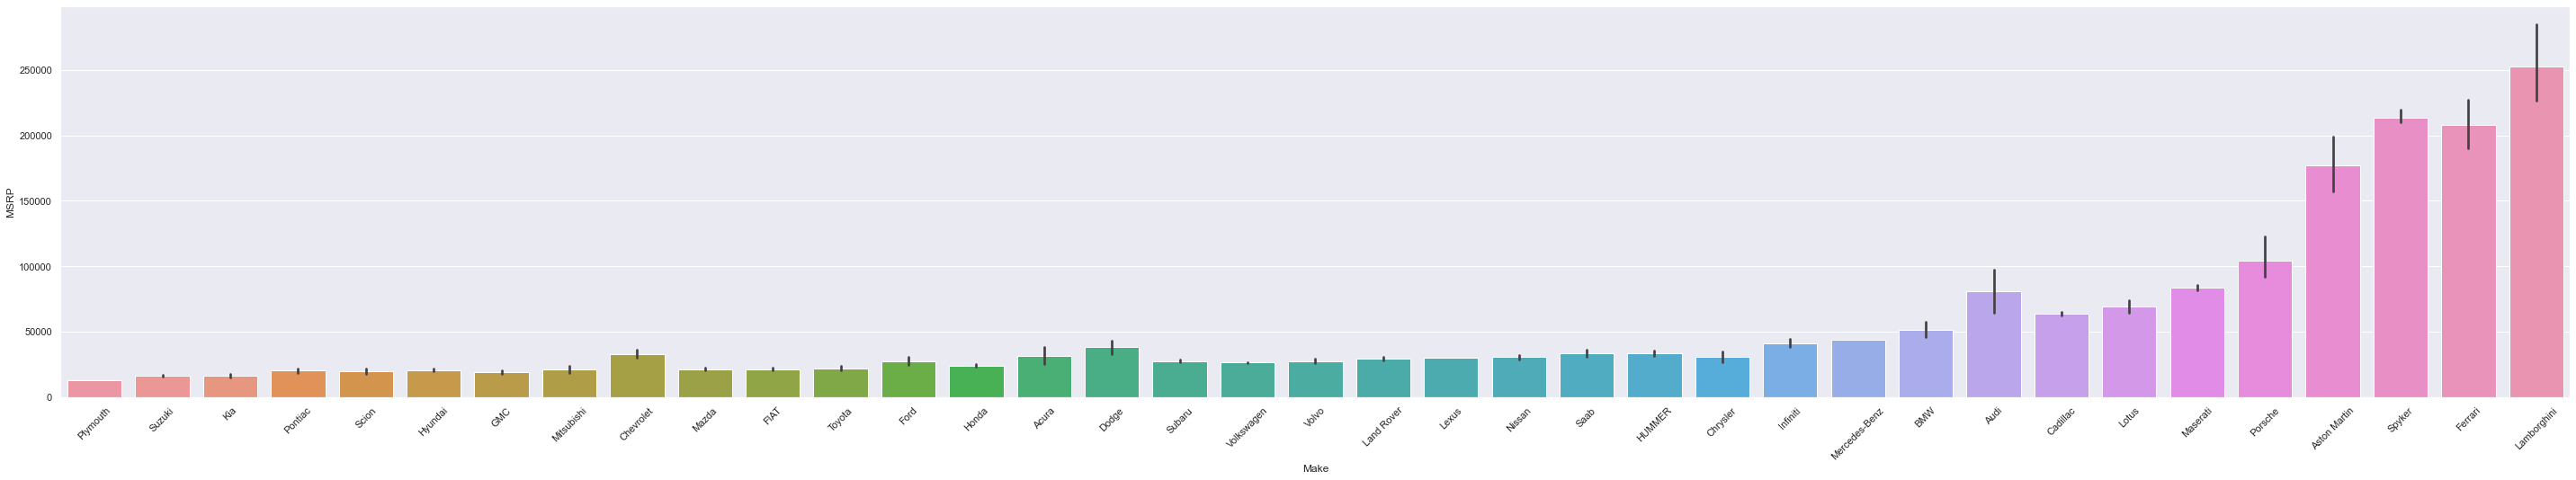 250000
200000
150000
100000
50000
0
MSRP
Plymouth
Suzuki
Kia
Pontiac
Scion
Hyundai
GMC
Mitsubishi
Chevrolet
Mazda
FIAT
Toyota
Ford
Honda
Acura
Dodge
Subaru
Volkswagen
Volvo
Land Rover
Lexus
Nissan
Saab
HUMMER
Chrysler
Infiniti
Mercedes-Benz
BMW
Audi
Cadillac
Lotus
Maserati
Porsche
Aston Martin
Spyker
Ferrari
Lamborghini
Make